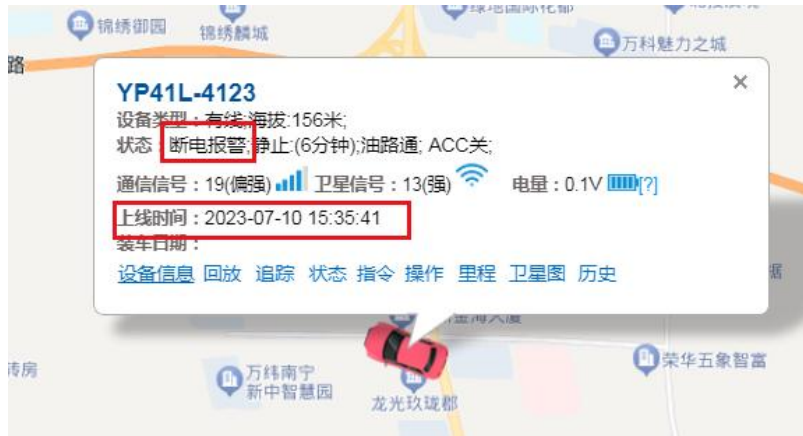 锦绣御园
锦绣麟城
绿地国际花都
万科魅力之城
路
YP41L-4123
×
设备类型：有线;海拔:156米;
状态：断电报警;静止:(6分钟);油路通; ACC关;
通信信号：19(偏强) 卫星信号：13(强) 电量：0.1V [?]
上线时间：2023-07-10 15:35:41
装车日期：
设备信息 回放 追踪 状态 指令 操作 里程 卫星图 历史
据
金海大厦
万纬南宁
新中智慧园
荣华五象智富
龙光玖珑郡
砖房